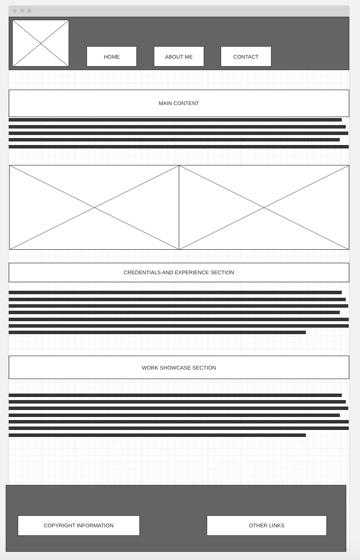 HOME
ABOUT ME
CONTACT
MAIN CONTENT
CREDENTIALS AND EXPERIENCE SECTION
WORK SHOWCASE SECTION
COPYRIGHT INFORMATION
OTHER LINKS